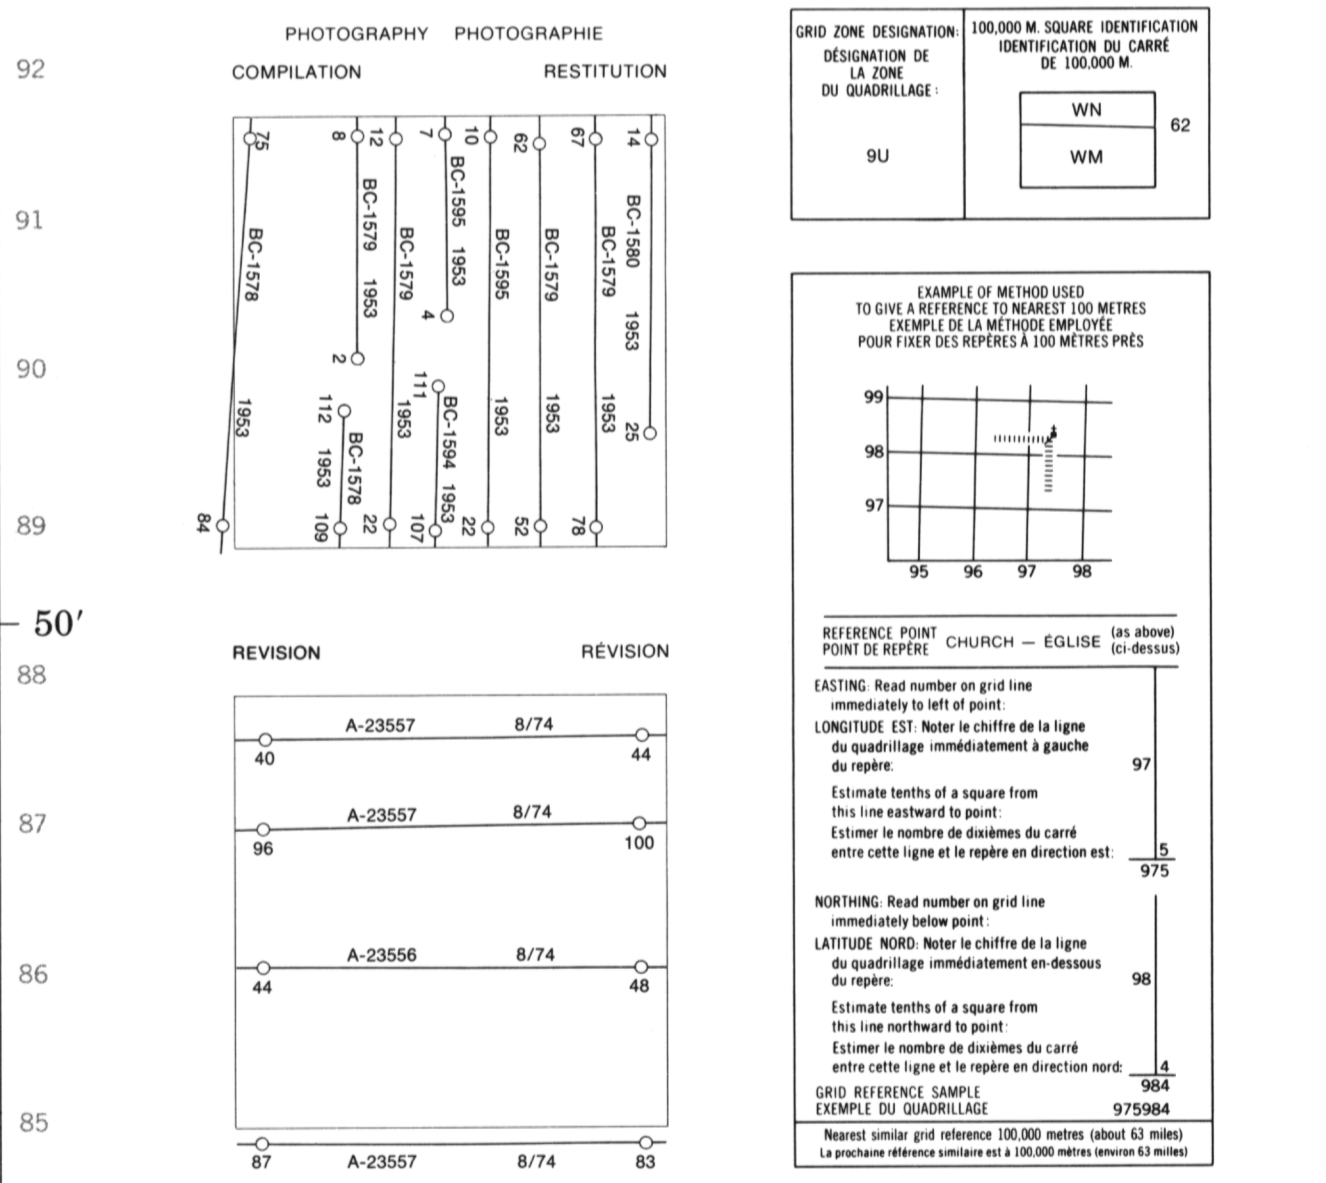 92
91
90
89
50′
88
87
86
85
PHOTOGRAPHY PHOTOGRAPHIE
COMPILATION RESTITUTION
75 BC-1578 1953 84
8 BC-1579 1953 2
112 BC-1578 1953 109
12 BC-1579 1953 22
7 BC-1595 1953 4
111 BC-1594 1953 107
10 BC-1595 1953 22
62 BC-1579 1953 52
67 BC-1579 1953 78
14 BC-1580 1953 25
REVISION RÉVISION
A-23557 8/74
40 44
A-23557 8/74
96 100
A-23556 8/74
44 48
87 A-23557 8/74 83
GRID ZONE DESIGNATION:
DÉSIGNATION DE
LA ZONE
DU QUADRILLAGE :
9U
100,000 M. SQUARE IDENTIFICATION
IDENTIFICATION DU CARRÉ
DE 100,000 M.
WN
62
WM
EXAMPLE OF METHOD USED
TO GIVE A REFERENCE TO NEAREST 100 METRES
EXEMPLE DE LA MÉTHODE EMPLOYÉE
POUR FIXER DES REPÈRES À 100 MÈTRES PRÈS
99
98
97
95 96 97 98
REFERENCE POINT
POINT DE REPÈRE
CHURCH — ÉGLISE
(as above)
(ci-dessus)
EASTING: Read number on grid line
immediately to left of point:
LONGITUDE EST: Noter le chiffre de la ligne
du quadrillage immédiatement à gauche
du repère: 97
Estimate tenths of a square from
this line eastward to point:
Estimer le nombre de dixièmes du carré
entre cette ligne et le repère en direction est: 5
975
NORTHING: Read number on grid line
immediately below point:
LATITUDE NORD: Noter le chiffre de la ligne
du quadrillage immédiatement en-dessous
du repère: 98
Estimate tenths of a square from
this line northward to point:
Estimer le nombre de dixièmes du carré
entre cette ligne et le repère en direction nord: 4
984
GRID REFERENCE SAMPLE
EXEMPLE DU QUADRILLAGE 975984
Nearest similar grid reference 100,000 metres (about 63 miles)
La prochaine référence similaire est à 100,000 mètres (environ 63 milles)